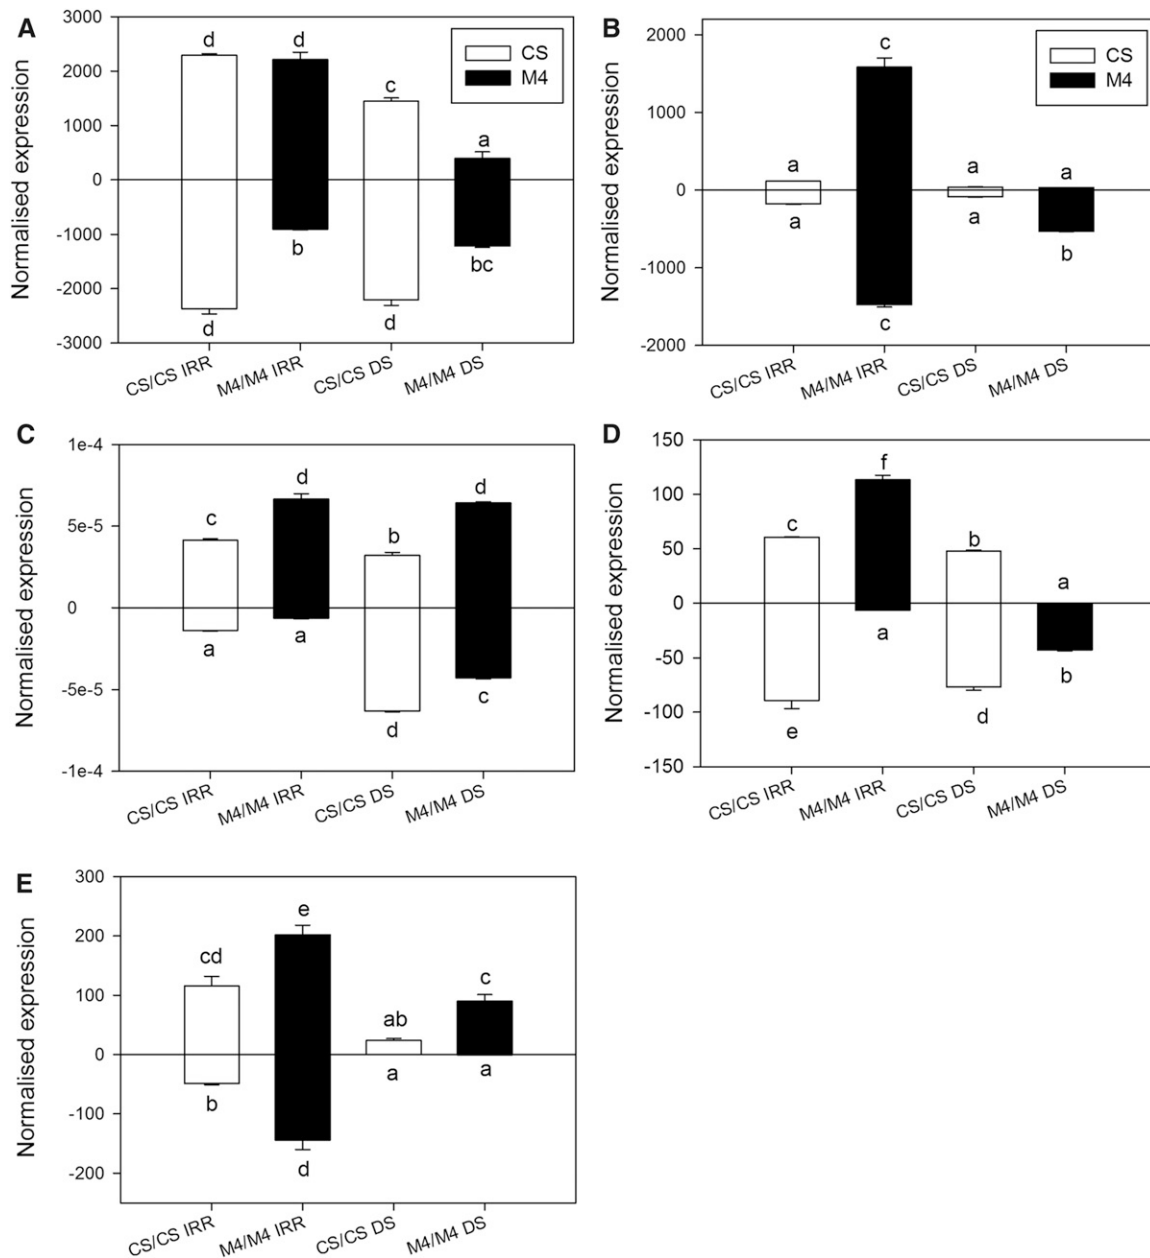 A
Normalised expression
3000
2000
1000
0
-1000
-2000
-3000
d
d
c
a
d
b
d
bc
CS
M4
CS/CS IRR
M4/M4 IRR
CS/CS DS
M4/M4 DS
B
Normalised expression
2000
1000
0
-1000
-2000
a
c
a
a
a
c
a
b
CS
M4
CS/CS IRR
M4/M4 IRR
CS/CS DS
M4/M4 DS
C
Normalised expression
1e-4
5e-5
0
-5e-5
-1e-4
c
d
b
d
a
a
d
c
CS/CS IRR
M4/M4 IRR
CS/CS DS
M4/M4 DS
D
Normalised expression
150
100
50
0
-50
-100
-150
c
f
b
a
e
a
d
b
CS/CS IRR
M4/M4 IRR
CS/CS DS
M4/M4 DS
E
Normalised expression
300
200
100
0
-100
-200
cd
e
ab
c
b
d
a
a
CS/CS IRR
M4/M4 IRR
CS/CS DS
M4/M4 DS